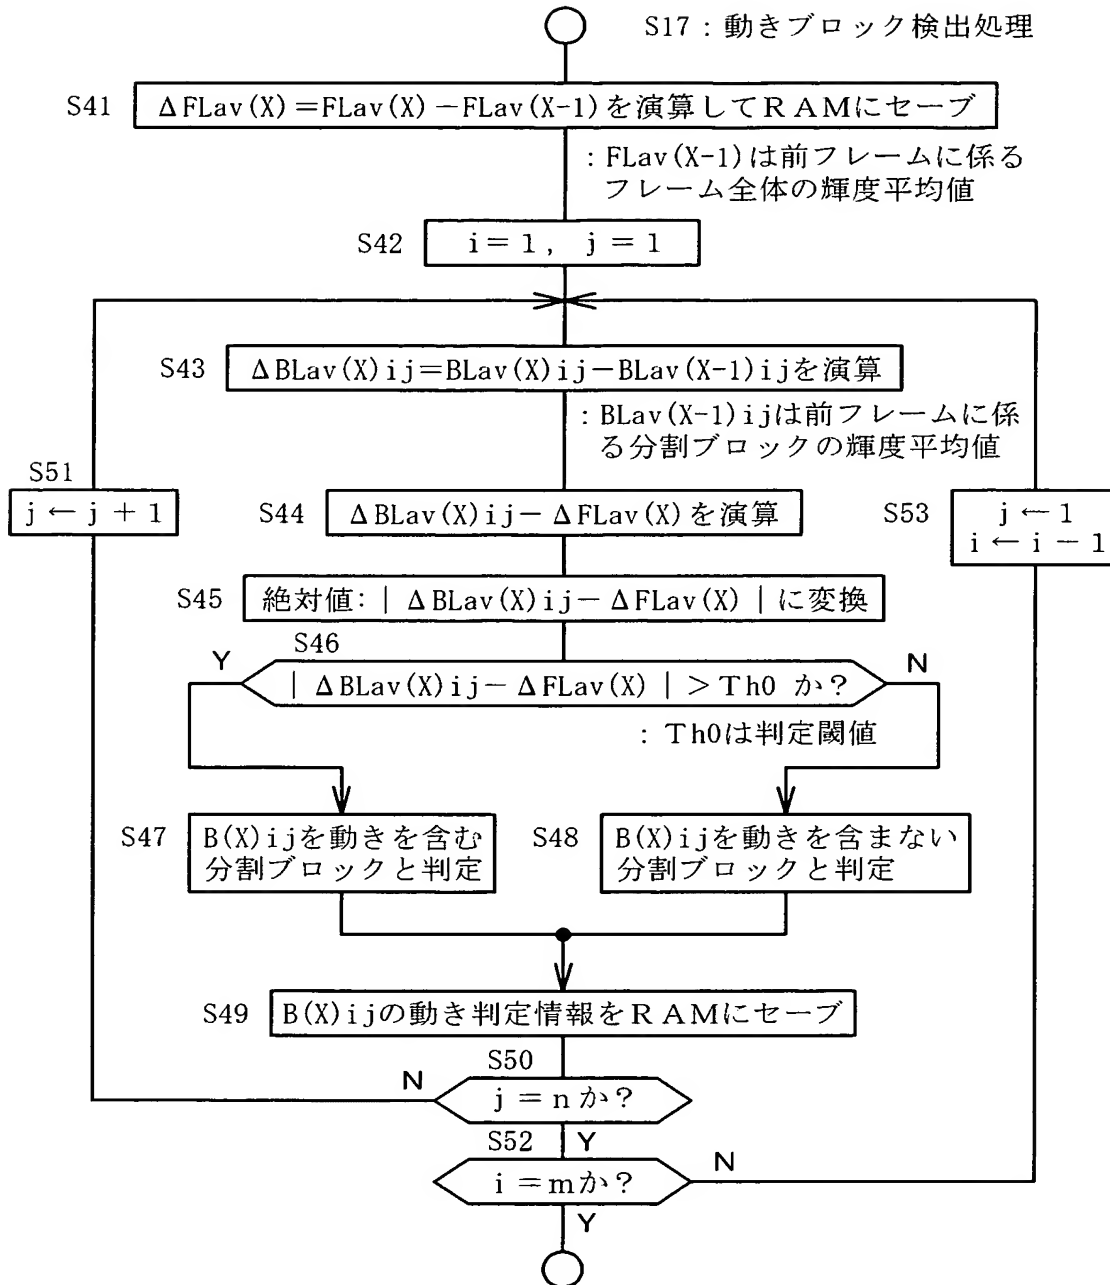 S17：動きブロック検出処理
S41
ΔFLav(X)＝FLav(X)－FLav(X-1)を演算してＲＡＭにセーブ
：FLav(X-1)は前フレームに係る
フレーム全体の輝度平均値
S42
i＝1，j＝1
S43
ΔBLav(X)ij＝BLav(X)ij－BLav(X-1)ijを演算
：BLav(X-1)ijは前フレームに係
る分割ブロックの輝度平均値
S51
j←j＋1
S44
ΔBLav(X)ij－ΔFLav(X)を演算
S53
j←1
i←i－1
S45
絶対値：｜ΔBLav(X)ij－ΔFLav(X)｜に変換
S46
Y
｜ΔBLav(X)ij－ΔFLav(X)｜＞Th0 か？
N
：Th0は判定閾値
S47
B(X)ijを動きを含む
分割ブロックと判定
S48
B(X)ijを動きを含まない
分割ブロックと判定
S49
B(X)ijの動き判定情報をＲＡＭにセーブ
S50
N
j＝nか？
S52
Y
i＝mか？
N
Y